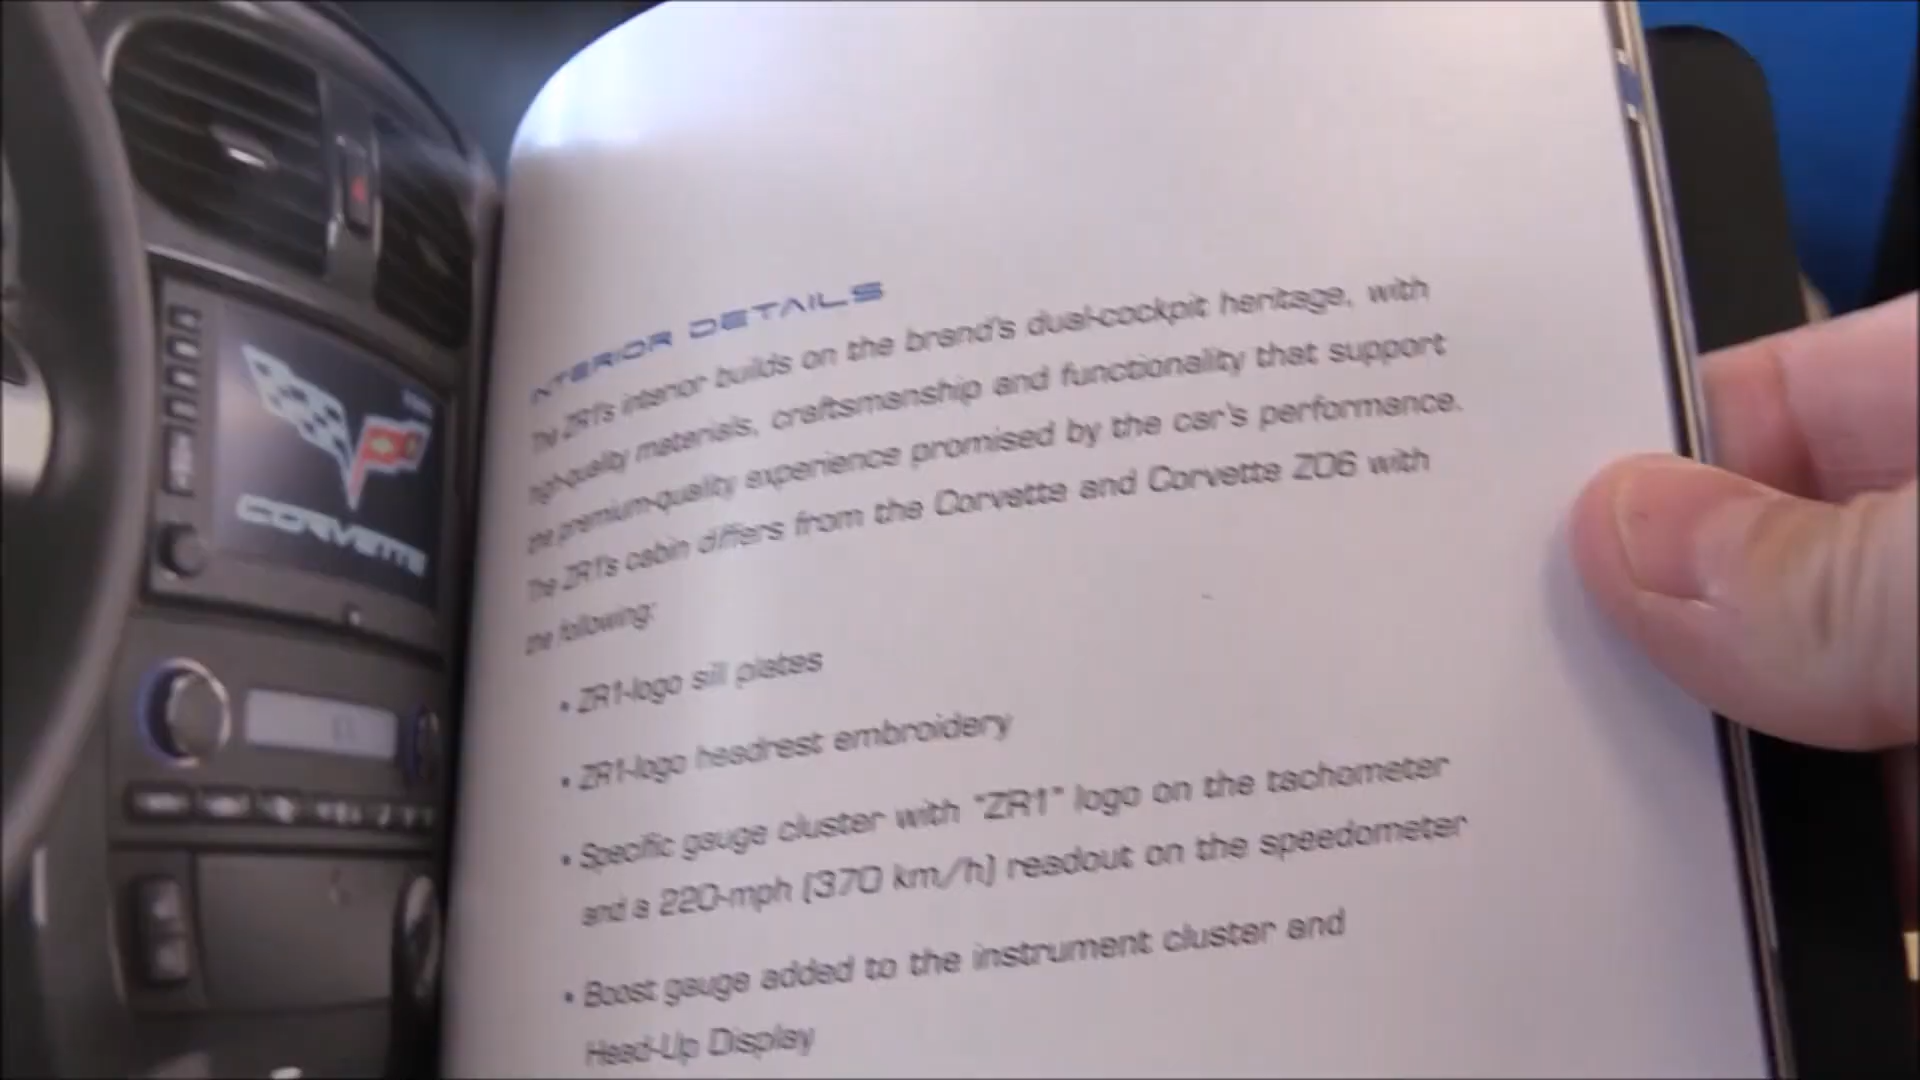 CORVETTE
INTERIOR DETAILS
The ZR1's interior builds on the brand's dual-cockpit heritage, with
high-quality materials, craftsmanship and functionality that support
the premium-quality experience promised by the car's performance.
The ZR1's cabin differs from the Corvette and Corvette Z06 with
the following:
• ZR1-logo sill plates
• ZR1-logo headrest embroidery
• Specific gauge cluster with "ZR1" logo on the tachometer
and a 220-mph (370 km/h) readout on the speedometer
• Boost gauge added to the instrument cluster and
Head-Up Display